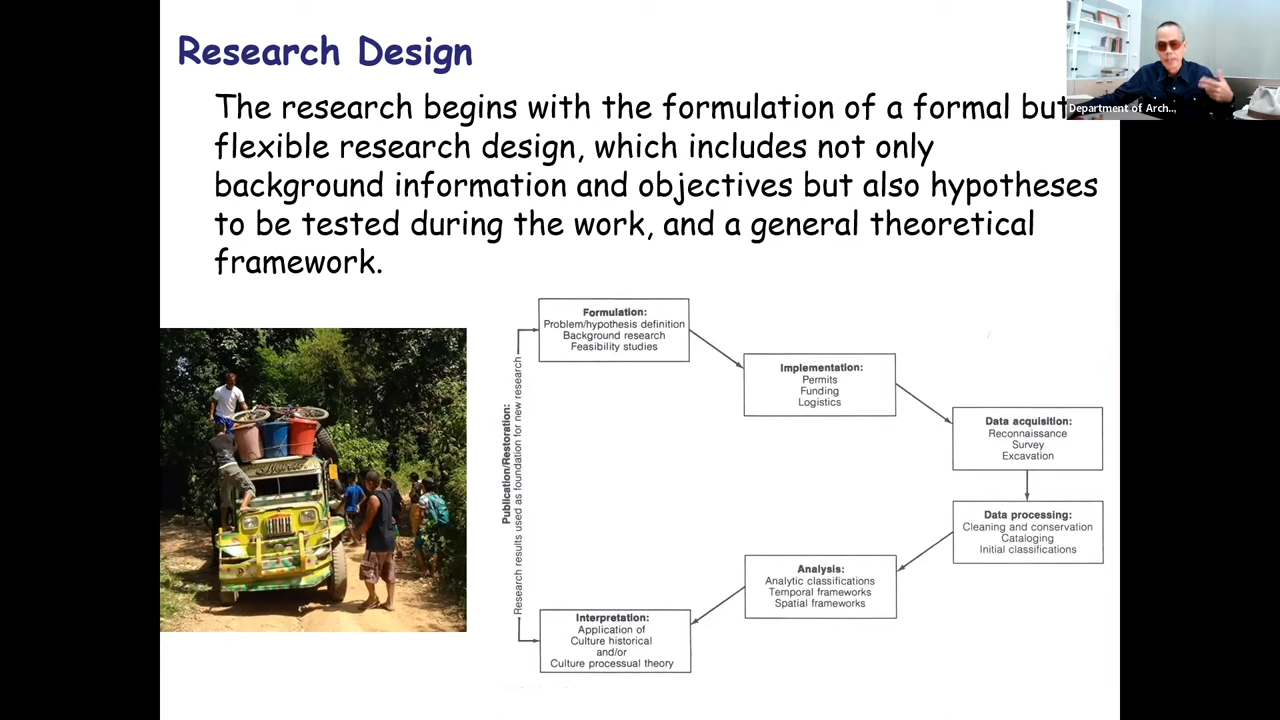 Research Design
The research begins with the formulation of a formal but
flexible research design, which includes not only
background information and objectives but also hypotheses
to be tested during the work, and a general theoretical
framework.
Department of Arch...
Formulation:
Problem/hypothesis definition
Background research
Feasibility studies
Implementation:
Permits
Funding
Logistics
Data acquisition:
Reconnaissance
Survey
Excavation
Data processing:
Cleaning and conservation
Cataloging
Initial classifications
Analysis:
Analytic classifications
Temporal frameworks
Spatial frameworks
Interpretation:
Application of
Culture historical
and/or
Culture processual theory
Publication/Restoration:
Research results used as foundation for new research